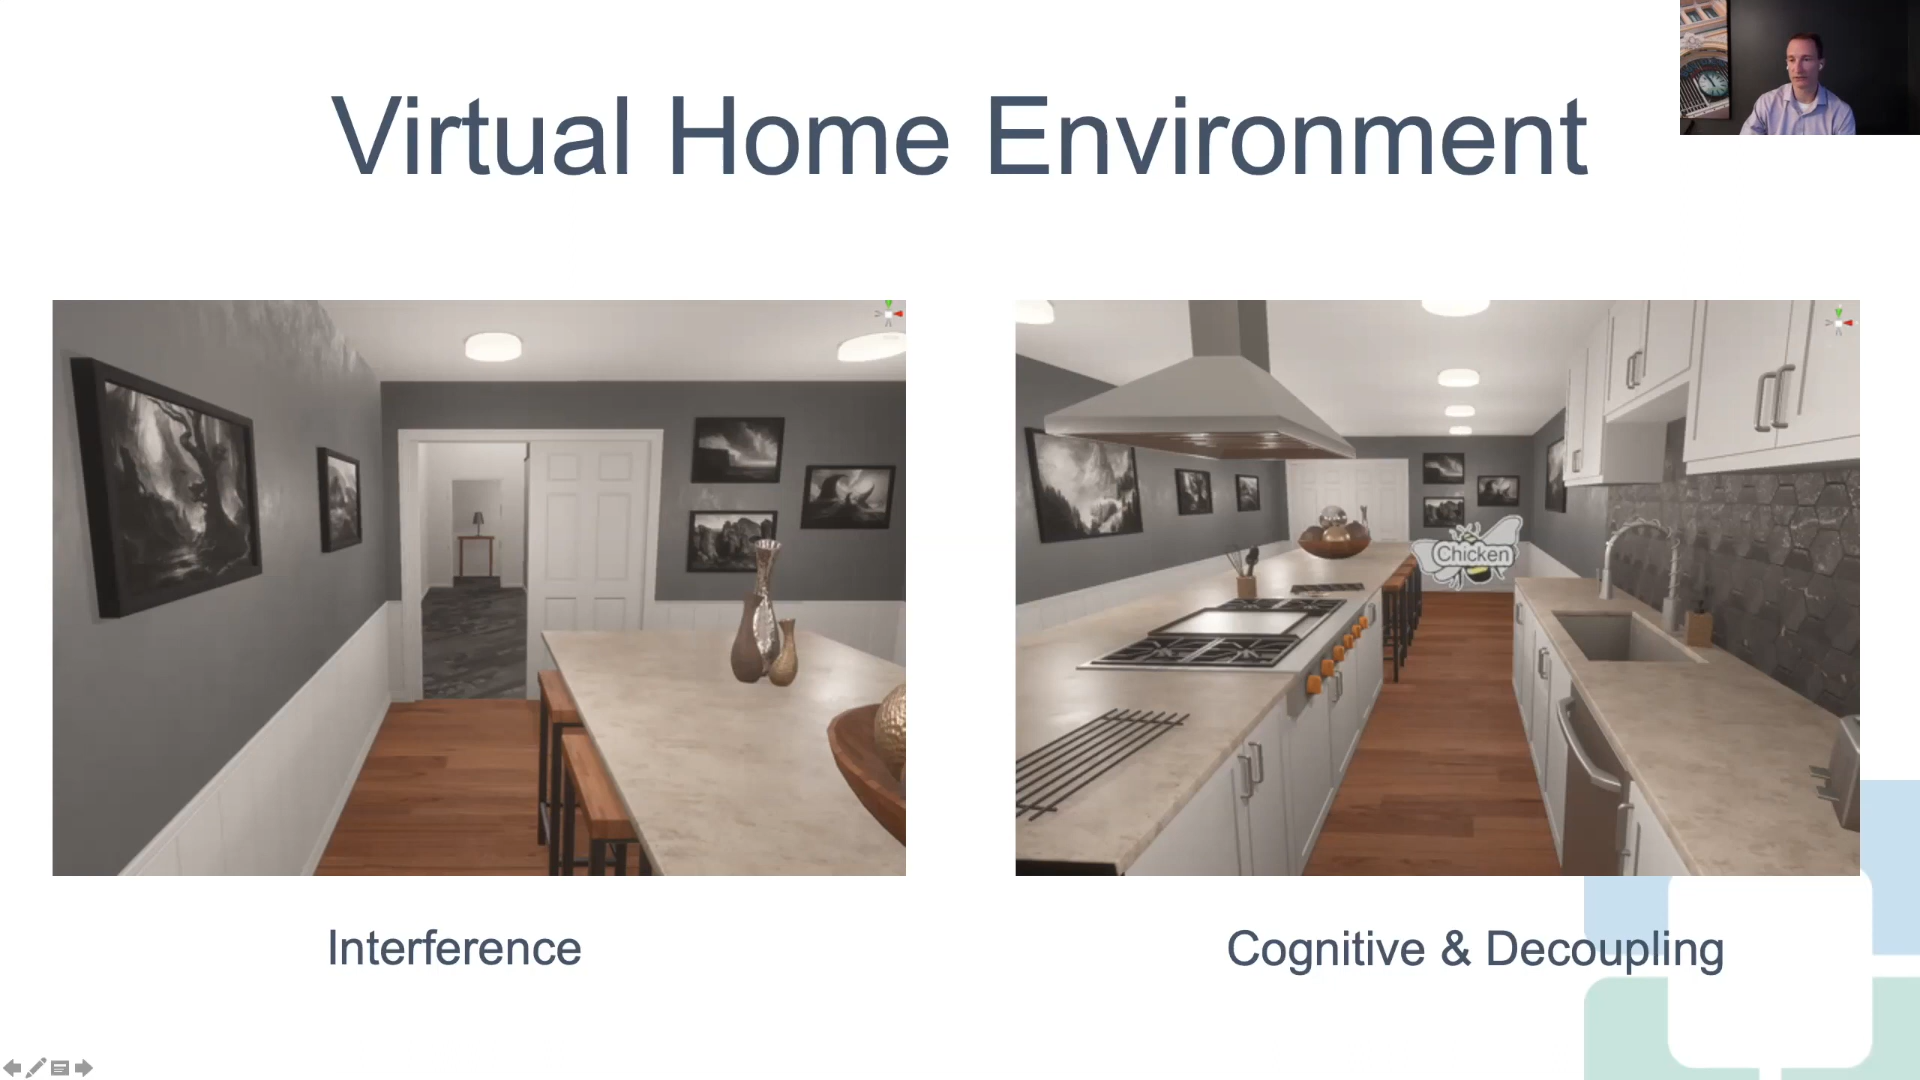 Virtual Home Environment
Chicken
Interference
Cognitive & Decoupling